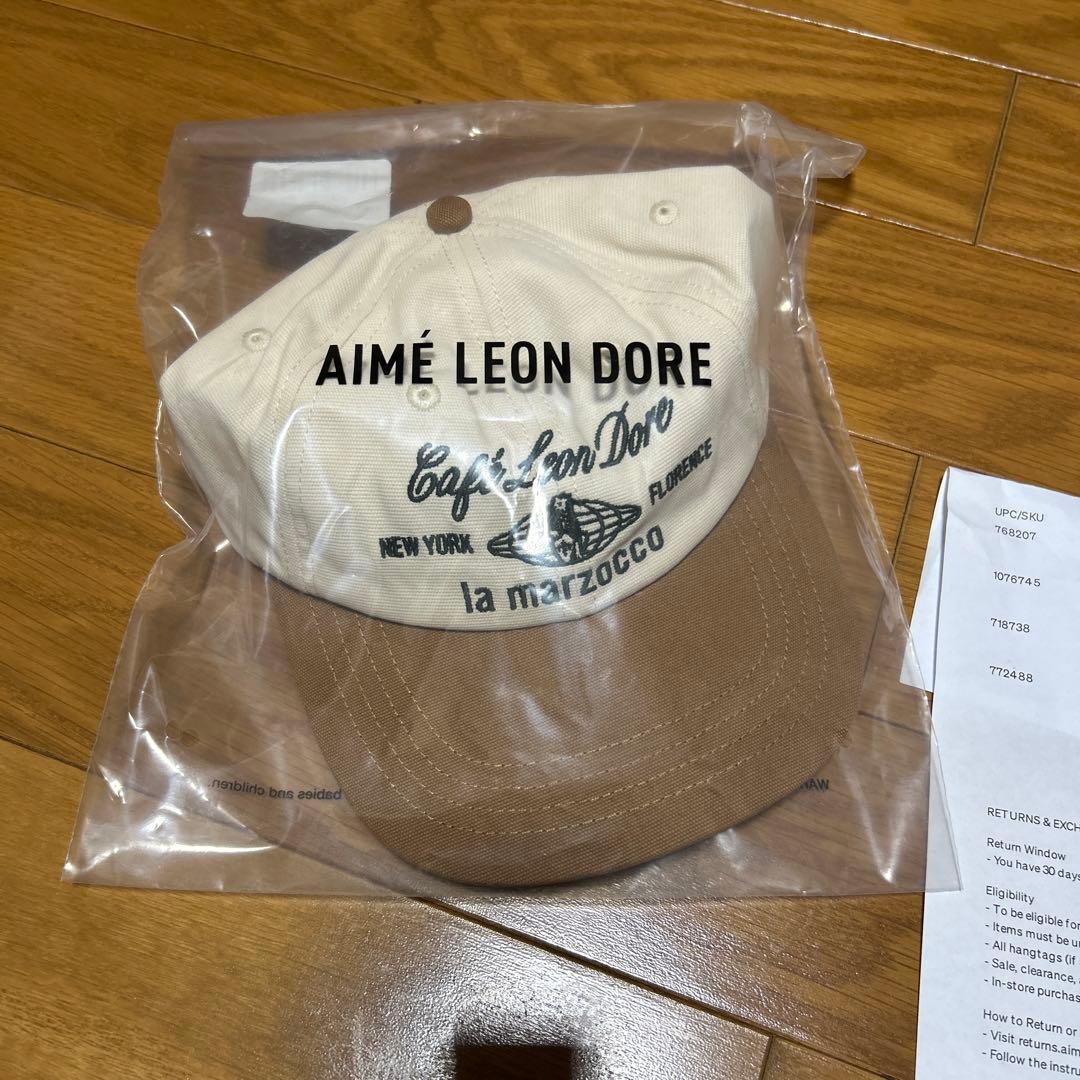 AIMÉ LEON DORE
Café Leon Dore
NEW YORK
FLORENCE
la marzocco
babies and children.
UPC/SKU
768207
1076745
718738
772488
RETURNS & EXCH
Return Window
- You have 30 days
Eligibility
- To be eligible for
- Items must be
- All hangtags (if
- Sale, clearance,
- In-store purchas
How to Return or
- Visit returns.aim
- Follow the instru